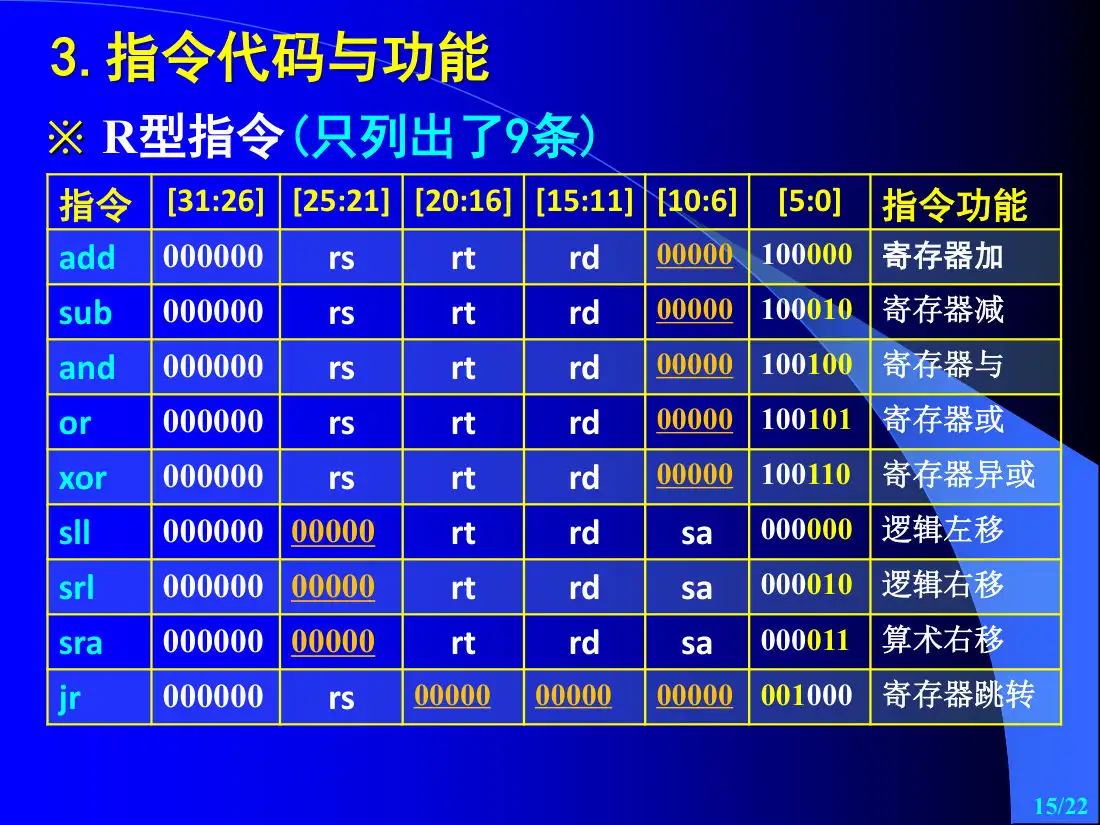 3.指令代码与功能
※ R型指令(只列出了9条)
指令 [31:26] [25:21] [20:16] [15:11] [10:6] [5:0] 指令功能
add 000000 rs rt rd 00000 100000 寄存器加
sub 000000 rs rt rd 00000 100010 寄存器减
and 000000 rs rt rd 00000 100100 寄存器与
or 000000 rs rt rd 00000 100101 寄存器或
xor 000000 rs rt rd 00000 100110 寄存器异或
sll 000000 00000 rt rd sa 000000 逻辑左移
srl 000000 00000 rt rd sa 000010 逻辑右移
sra 000000 00000 rt rd sa 000011 算术右移
jr 000000 rs 00000 00000 00000 001000 寄存器跳转
15/22